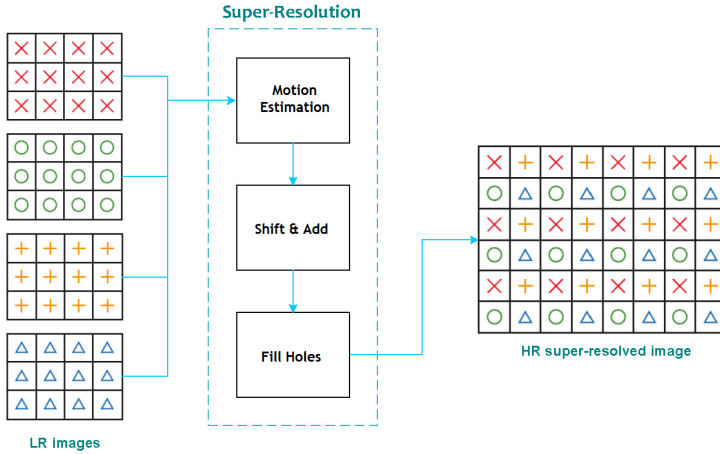 Super-Resolution
Motion
Estimation
Shift & Add
Fill Holes
HR super-resolved image
LR images